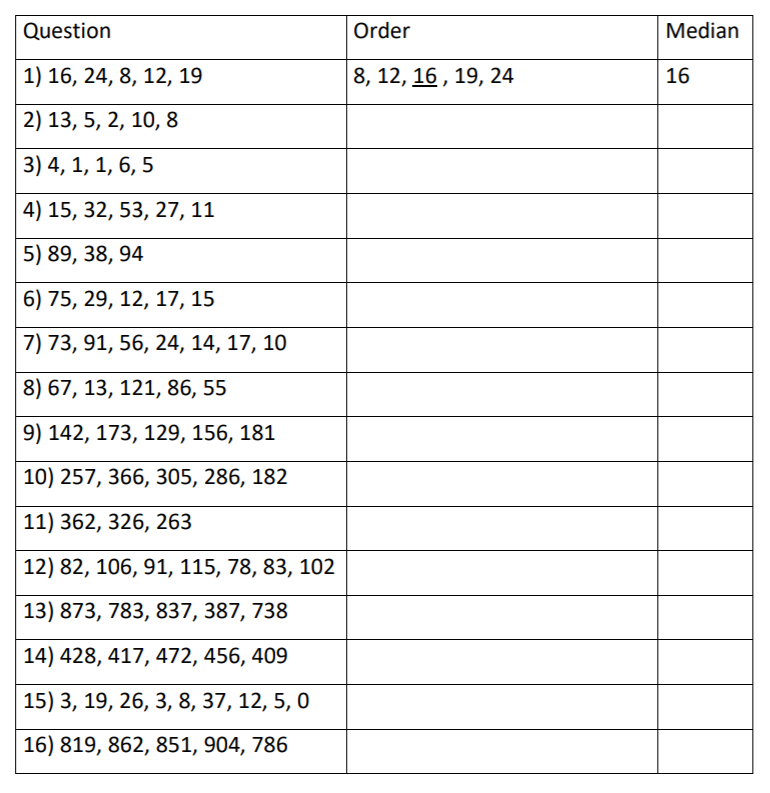 Question Order Median
1) 16, 24, 8, 12, 19 8, 12, 16 , 19, 24 16
2) 13, 5, 2, 10, 8
3) 4, 1, 1, 6, 5
4) 15, 32, 53, 27, 11
5) 89, 38, 94
6) 75, 29, 12, 17, 15
7) 73, 91, 56, 24, 14, 17, 10
8) 67, 13, 121, 86, 55
9) 142, 173, 129, 156, 181
10) 257, 366, 305, 286, 182
11) 362, 326, 263
12) 82, 106, 91, 115, 78, 83, 102
13) 873, 783, 837, 387, 738
14) 428, 417, 472, 456, 409
15) 3, 19, 26, 3, 8, 37, 12, 5, 0
16) 819, 862, 851, 904, 786